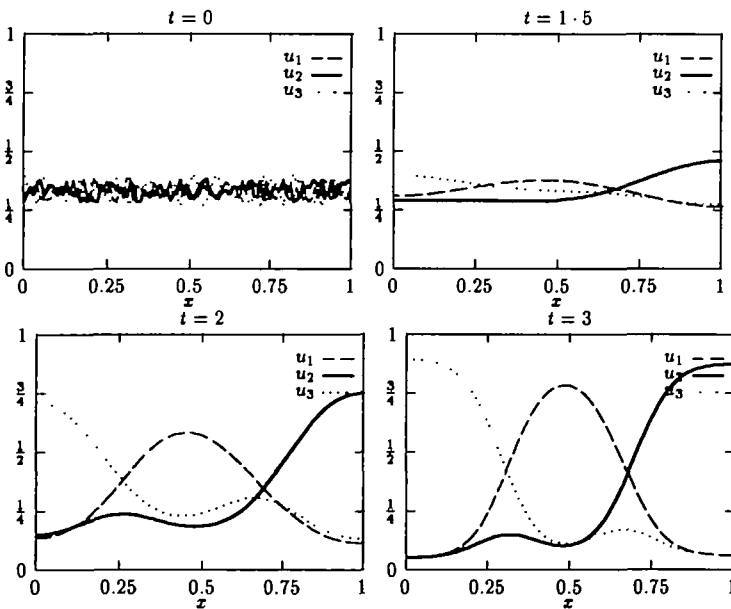 t = 0
1
3/4
1/2
1/4
0
u1
u2
u3
0 0.25 0.5 0.75 1
x
t = 1 · 5
1
3/4
1/2
1/4
0
u1
u2
u3
0 0.25 0.5 0.75 1
x
t = 2
1
3/4
1/2
1/4
0
u1
u2
u3
0 0.25 0.5 0.75 1
x
t = 3
1
3/4
1/2
1/4
0
u1
u2
u3
0 0.25 0.5 0.75 1
x